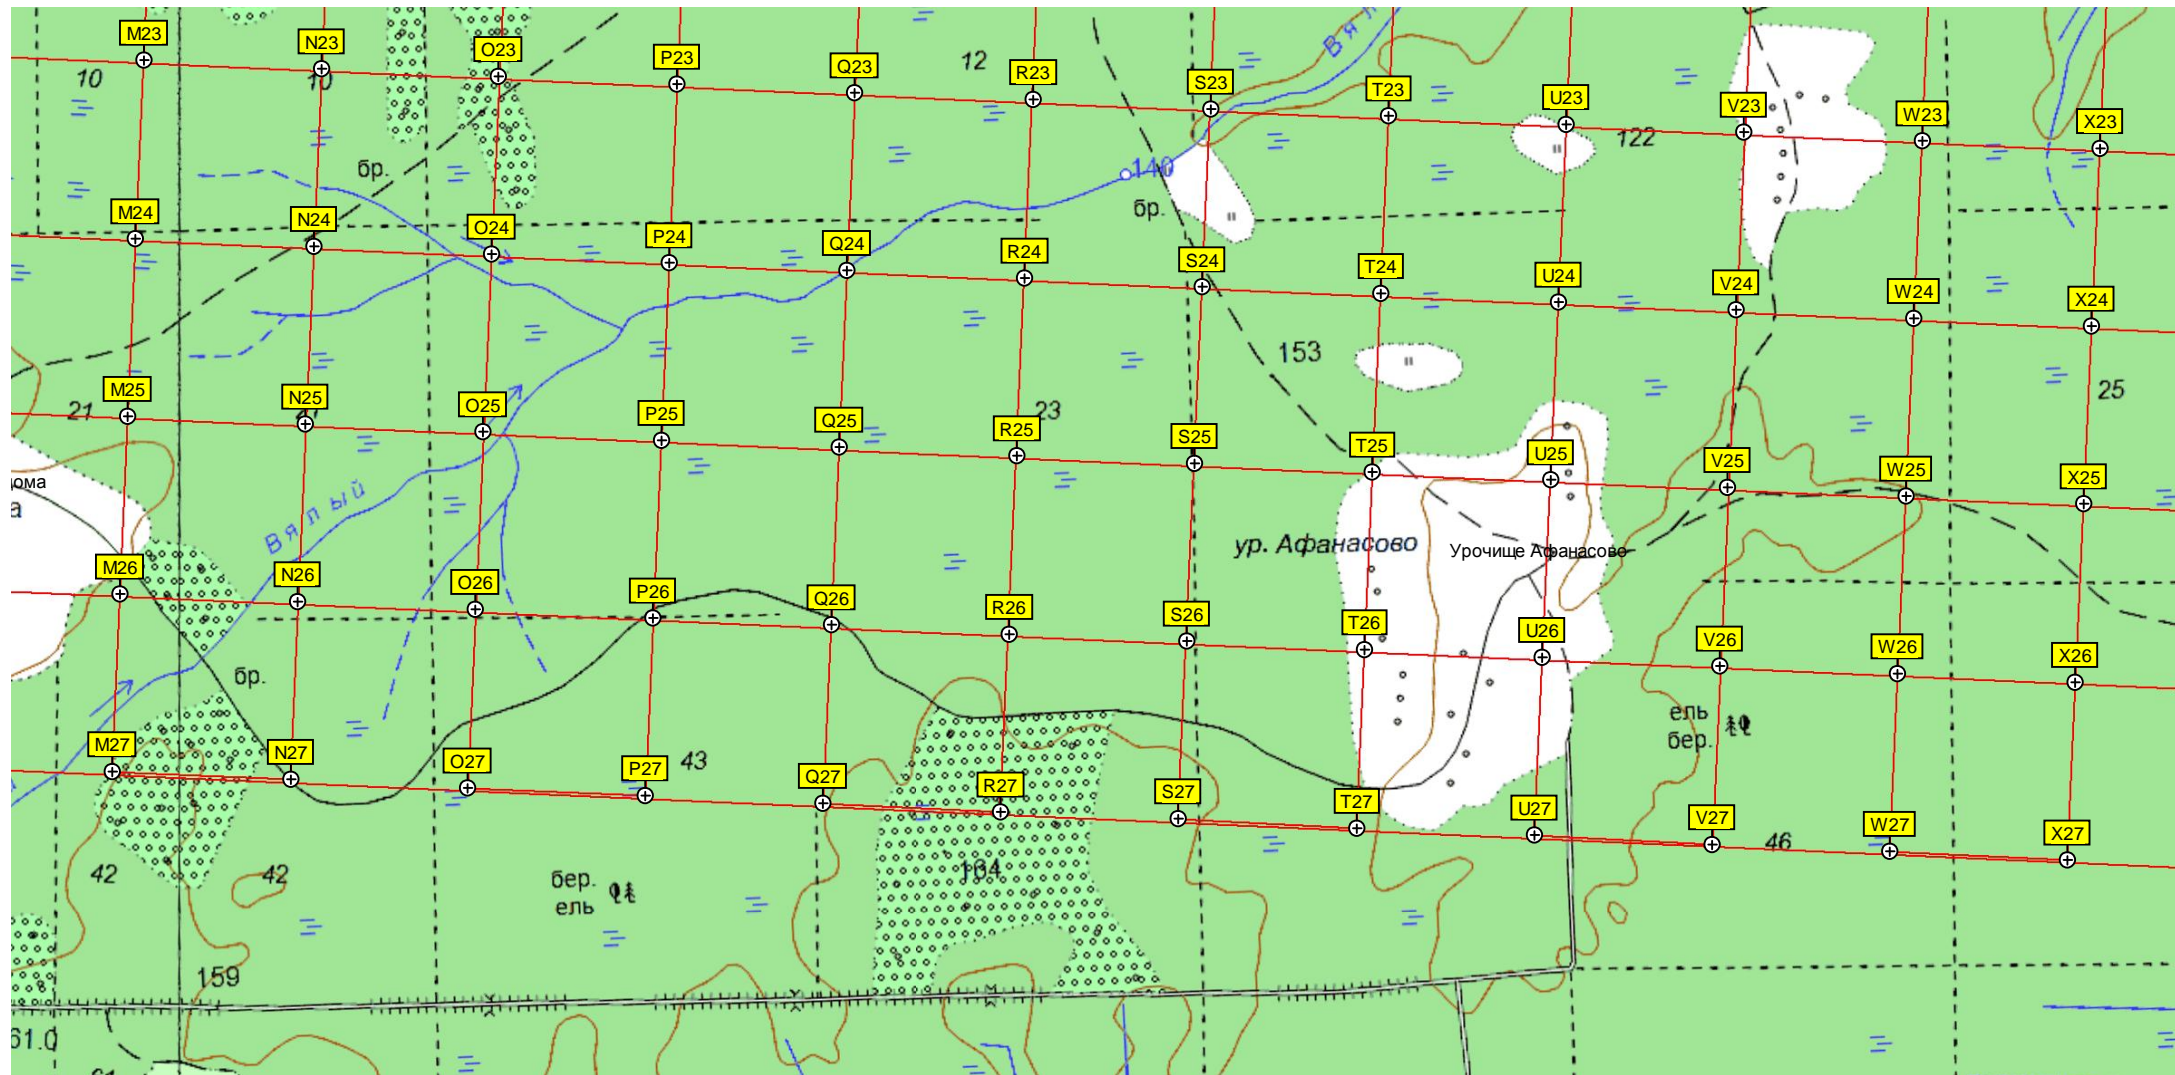 M23 N23 O23 P23 Q23 R23 S23 T23 U23 V23 W23 X23
10 10 12 Вял 122
бр. 140 бр.
M24 N24 O24 P24 Q24 R24 S24 T24 U24 V24 W24 X24
153
M25 N25 O25 P25 Q25 R25 S25 T25 U25 V25 W25 X25
21 23 25
дома
а
Вялый
ур. Афанасово Урочище Афанасово
M26 N26 O26 P26 Q26 R26 S26 T26 U26 V26 W26 X26
бр.
ель
бер.
M27 N27 O27 P27 Q27 R27 S27 T27 U27 V27 W27 X27
43 46
42 42 164
бер.
ель
159
61.0